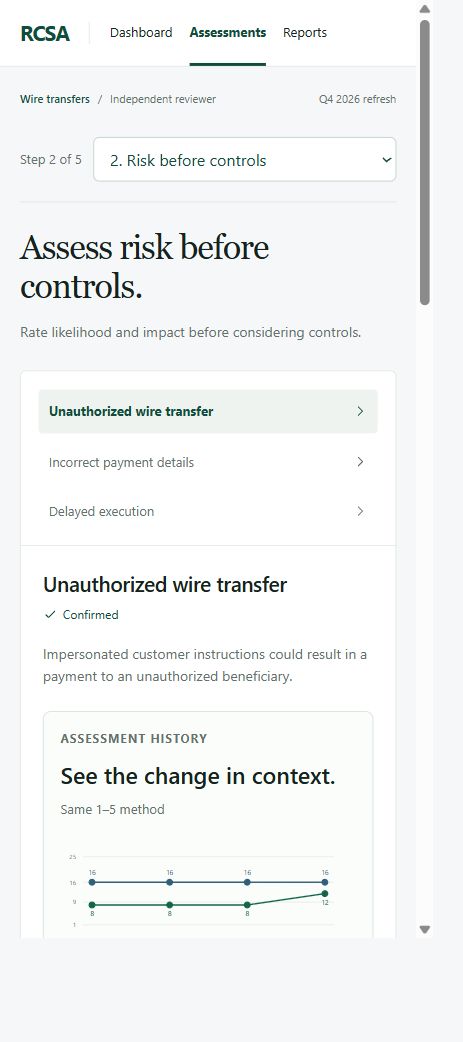 RCSA
Dashboard Assessments Reports
Wire transfers / Independent reviewer Q4 2026 refresh
Step 2 of 5 2. Risk before controls
Assess risk before
controls.
Rate likelihood and impact before considering controls.
Unauthorized wire transfer
Incorrect payment details
Delayed execution
Unauthorized wire transfer
Confirmed
Impersonated customer instructions could result in a
payment to an unauthorized beneficiary.
ASSESSMENT HISTORY
See the change in context.
Same 1–5 method
25
16 16 16 16
16
9
8 8 8 12
1